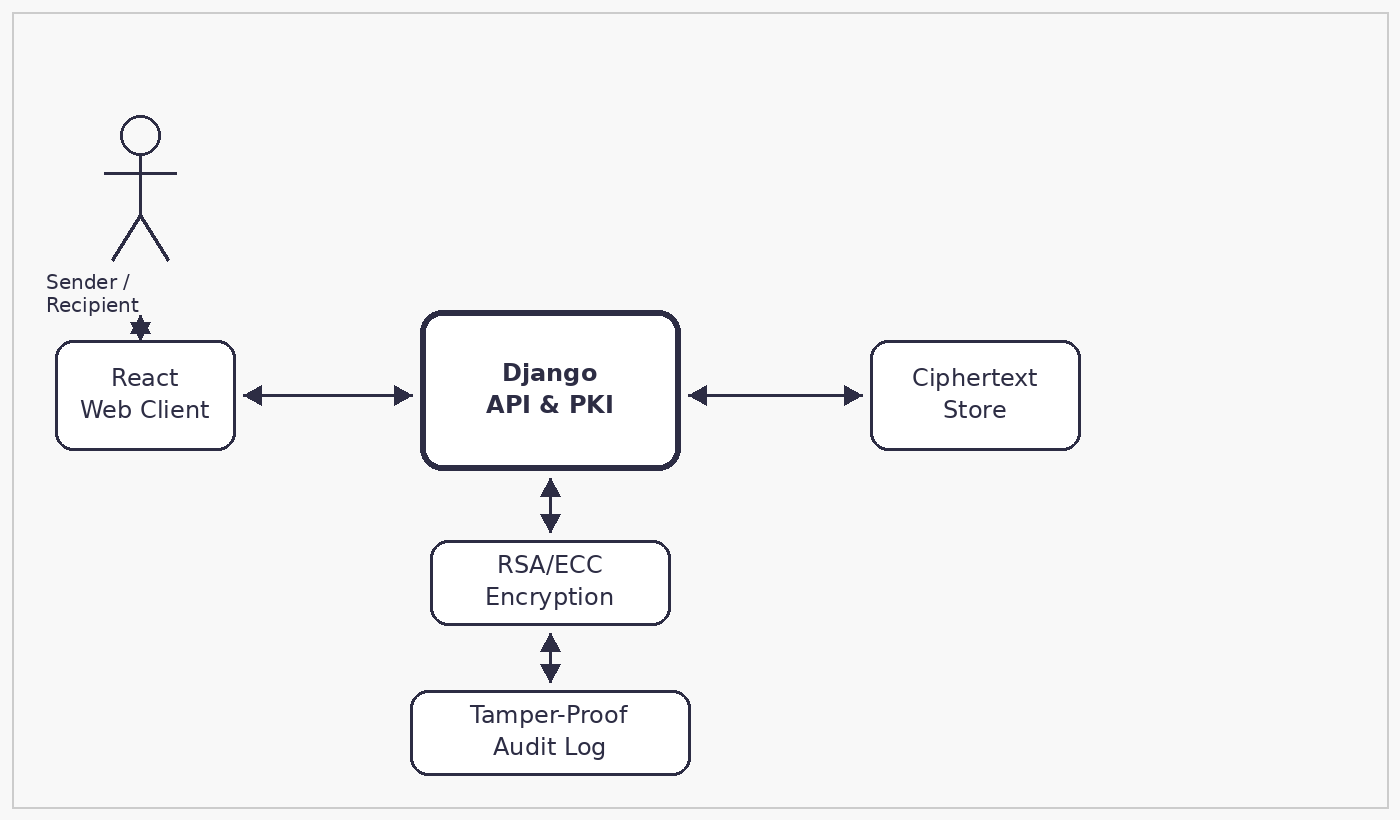 Sender /
Recipient
React
Web Client
Django
API & PKI
Ciphertext
Store
RSA/ECC
Encryption
Tamper-Proof
Audit Log